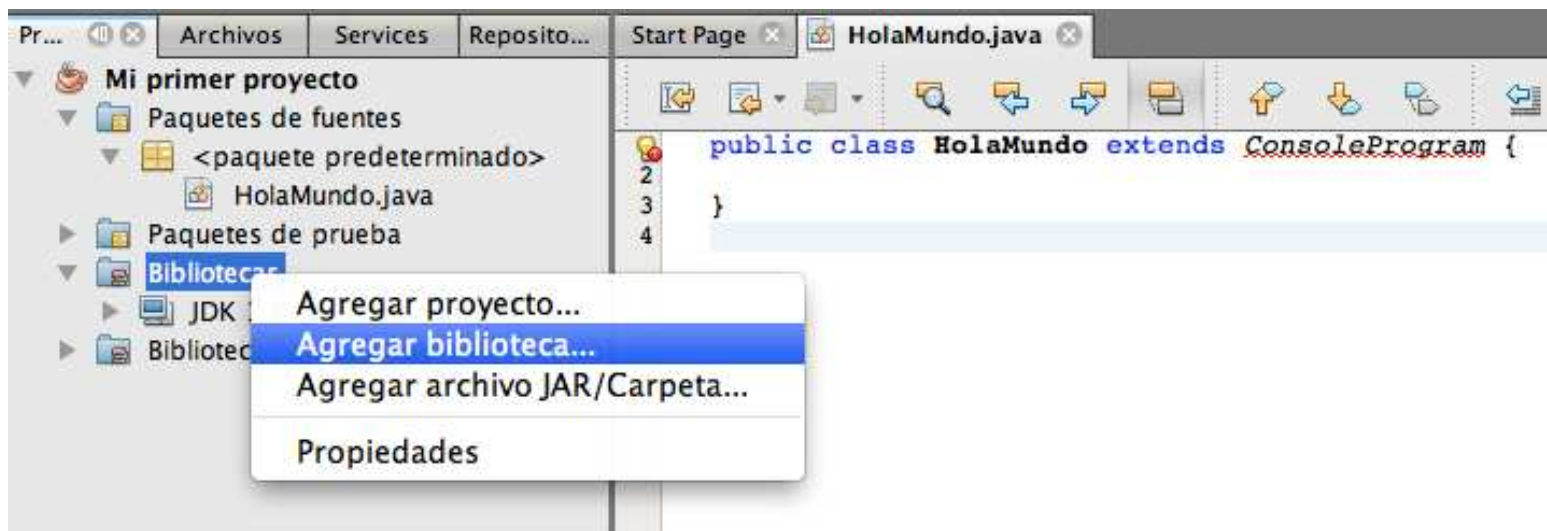 Pr... Archivos Services Reposito... Start Page HolaMundo.java
Mi primer proyecto
Paquetes de fuentes
<paquete predeterminado>
HolaMundo.java
Paquetes de prueba
Bibliotecas
JDK
Agregar proyecto...
Agregar biblioteca...
Agregar archivo JAR/Carpeta...
Propiedades
public class HolaMundo extends ConsoleProgram {
2
3 }
4